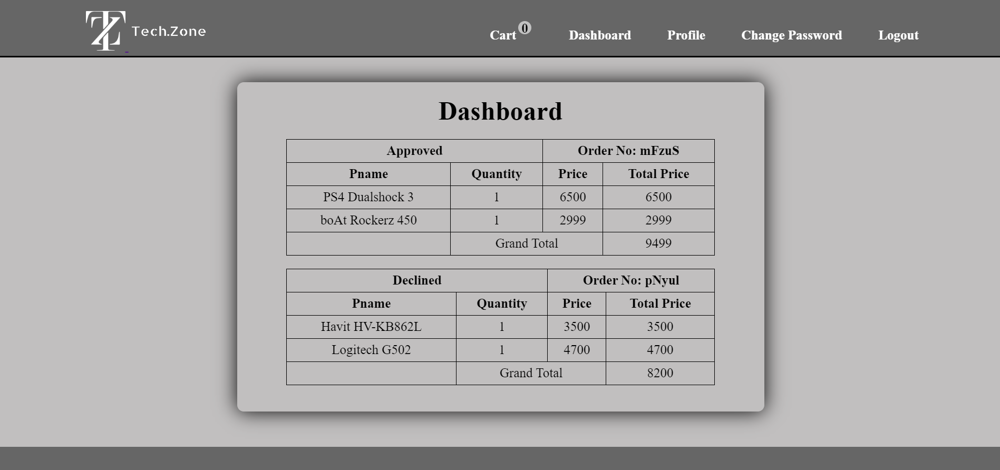 TZ Tech.Zone
Cart 0 Dashboard Profile Change Password Logout
Dashboard
Approved Order No: mFzuS
Pname Quantity Price Total Price
PS4 Dualshock 3 1 6500 6500
boAt Rockerz 450 1 2999 2999
Grand Total 9499
Declined Order No: pNyul
Pname Quantity Price Total Price
Havit HV-KB862L 1 3500 3500
Logitech G502 1 4700 4700
Grand Total 8200